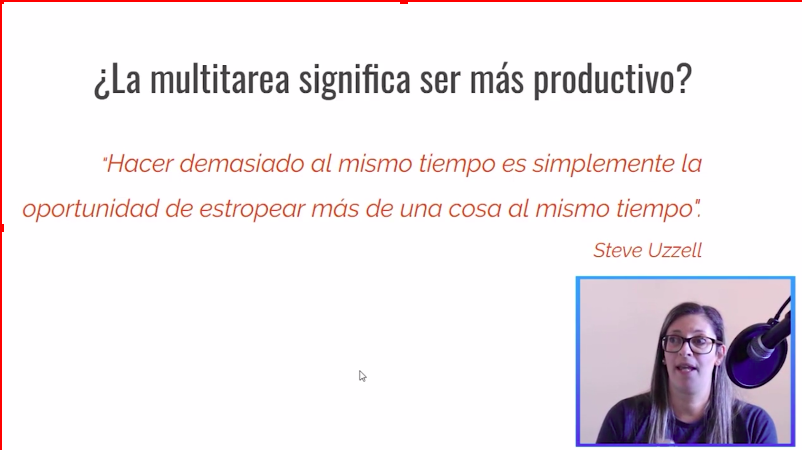 ¿La multitarea significa ser más productivo?
"Hacer demasiado al mismo tiempo es simplemente la
oportunidad de estropear más de una cosa al mismo tiempo".
Steve Uzzell